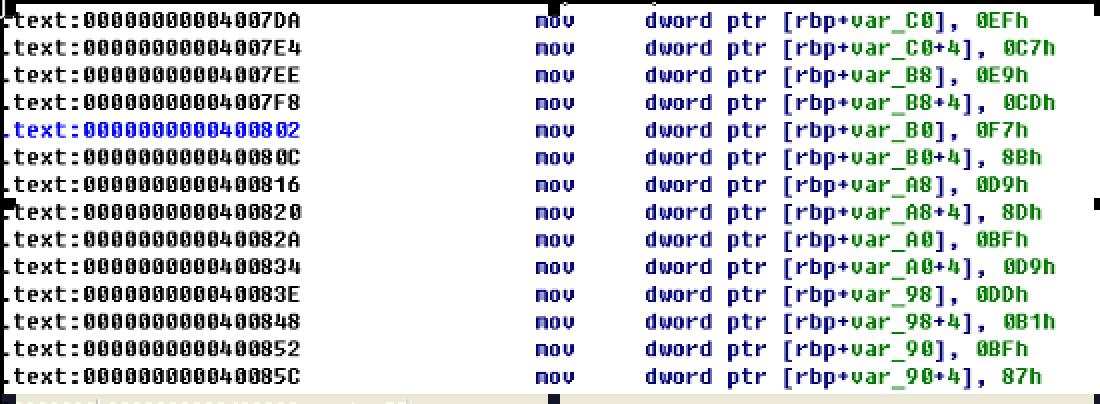 .text:00000000004007DA mov dword ptr [rbp+var_C0], 0EFh
.text:00000000004007E4 mov dword ptr [rbp+var_C0+4], 0C7h
.text:00000000004007EE mov dword ptr [rbp+var_B8], 0E9h
.text:00000000004007F8 mov dword ptr [rbp+var_B8+4], 0CDh
.text:0000000000400802 mov dword ptr [rbp+var_B0], 0F7h
.text:000000000040080C mov dword ptr [rbp+var_B0+4], 8Bh
.text:0000000000400816 mov dword ptr [rbp+var_A8], 0D9h
.text:0000000000400820 mov dword ptr [rbp+var_A8+4], 8Dh
.text:000000000040082A mov dword ptr [rbp+var_A0], 0BFh
.text:0000000000400834 mov dword ptr [rbp+var_A0+4], 0D9h
.text:000000000040083E mov dword ptr [rbp+var_98], 0DDh
.text:0000000000400848 mov dword ptr [rbp+var_98+4], 0B1h
.text:0000000000400852 mov dword ptr [rbp+var_90], 0BFh
.text:000000000040085C mov dword ptr [rbp+var_90+4], 87h